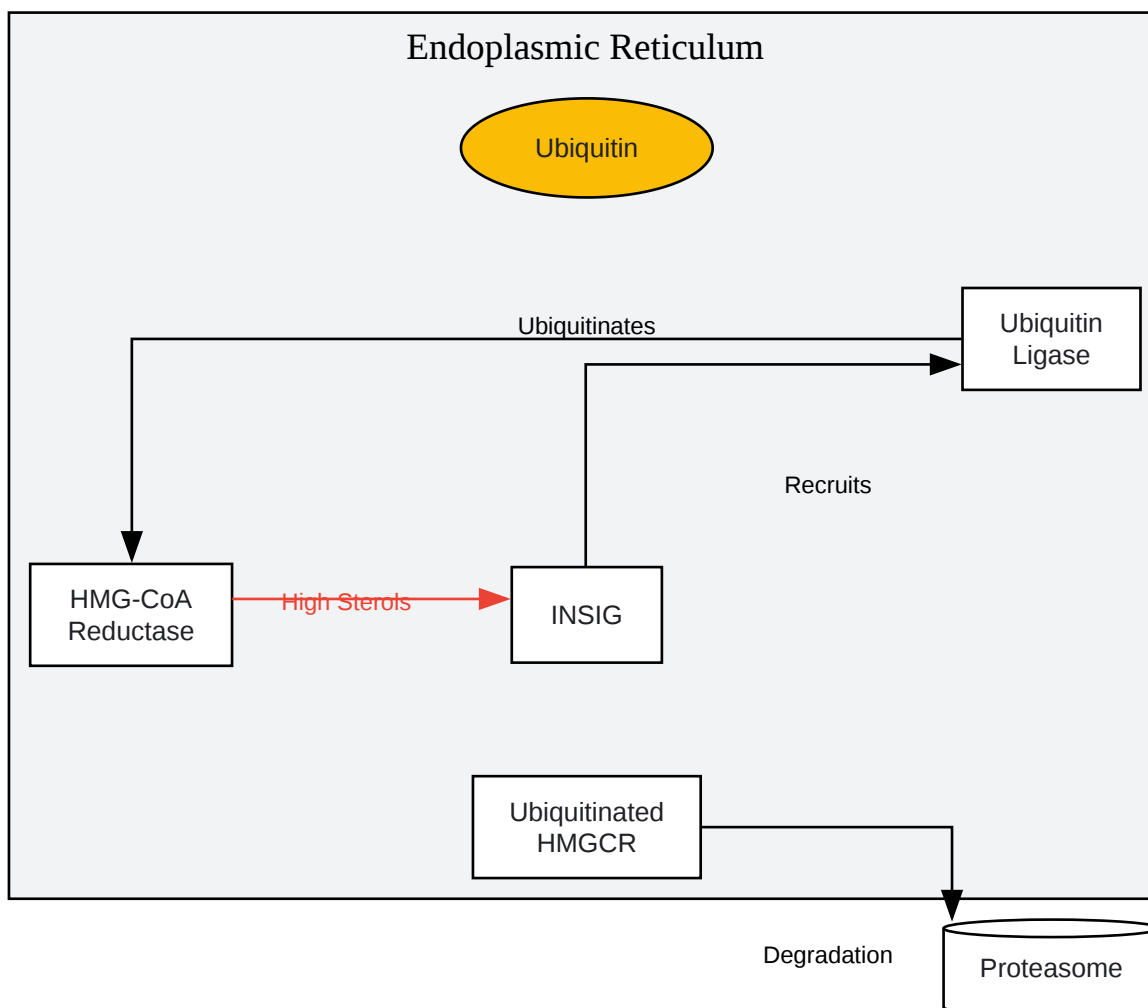 Endoplasmic Reticulum
Ubiquitin
Ubiquitinates
Ubiquitin
Ligase
Recruits
HMG-CoA
Reductase
High Sterols
INSIG
Ubiquitinated
HMGCR
Degradation
Proteasome